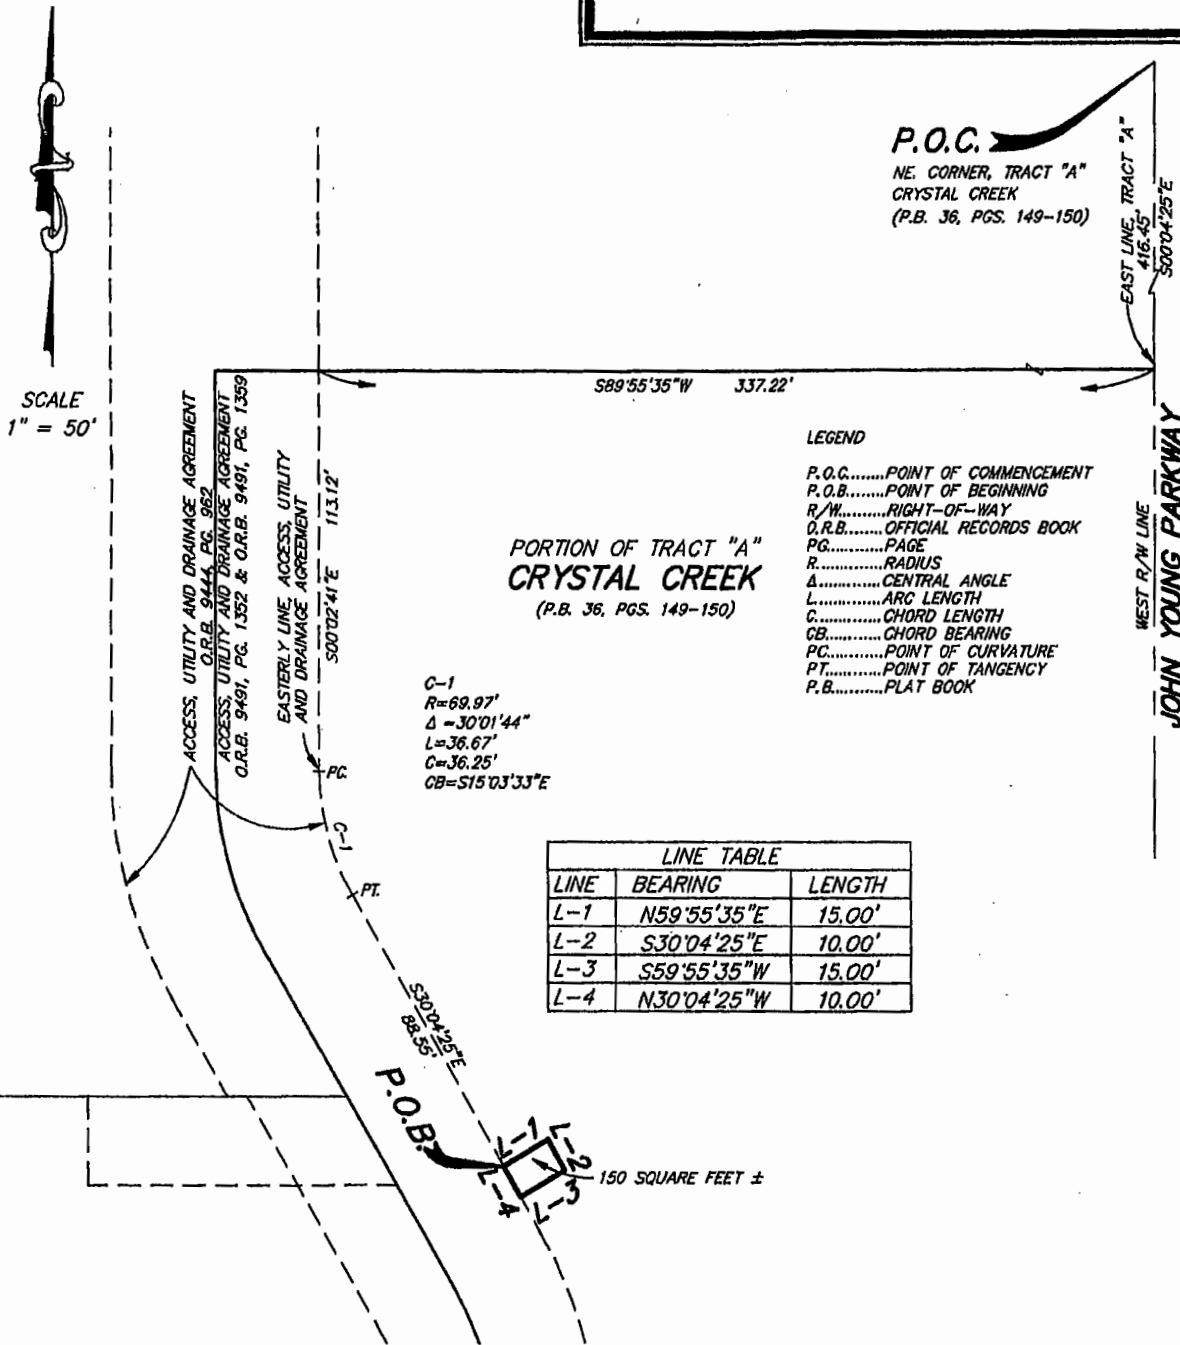 P.O.C.
NE. CORNER, TRACT "A"
CRYSTAL CREEK
(P.B. 36, PGS. 149-150)
EAST LINE, TRACT "A"
416.45'
S00°04'25"E
SCALE
1" = 50'
S89°55'35"W 337.22'
ACCESS, UTILITY AND DRAINAGE AGREEMENT
O.R.B. 9444, PG. 962
ACCESS, UTILITY AND DRAINAGE AGREEMENT
O.R.B. 9491, PG. 1352 & O.R.B. 9491, PG. 1359
EASTERLY LINE, ACCESS, UTILITY
AND DRAINAGE AGREEMENT
S00°02'41"E 113.12'
PORTION OF TRACT "A"
CRYSTAL CREEK
(P.B. 36, PGS. 149-150)
LEGEND
P.O.C........POINT OF COMMENCEMENT
P.O.B........POINT OF BEGINNING
R/W..........RIGHT-OF-WAY
O.R.B........OFFICIAL RECORDS BOOK
PG...........PAGE
R............RADIUS
Δ............CENTRAL ANGLE
L............ARC LENGTH
C............CHORD LENGTH
CB...........CHORD BEARING
PC...........POINT OF CURVATURE
PT...........POINT OF TANGENCY
P.B..........PLAT BOOK
WEST R/W LINE
JOHN YOUNG PARKWAY
C-1
R=69.97'
Δ=30°01'44"
L=36.67'
C=36.25'
CB=S15°03'33"E
PC.
C-1
PT.
LINE TABLE
LINE BEARING LENGTH
L-1 N59°55'35"E 15.00'
L-2 S30°04'25"E 10.00'
L-3 S59°55'35"W 15.00'
L-4 N30°04'25"W 10.00'
S30°04'25"E
88.55'
P.O.B.
L-1
L-2
L-3
L-4
150 SQUARE FEET ±